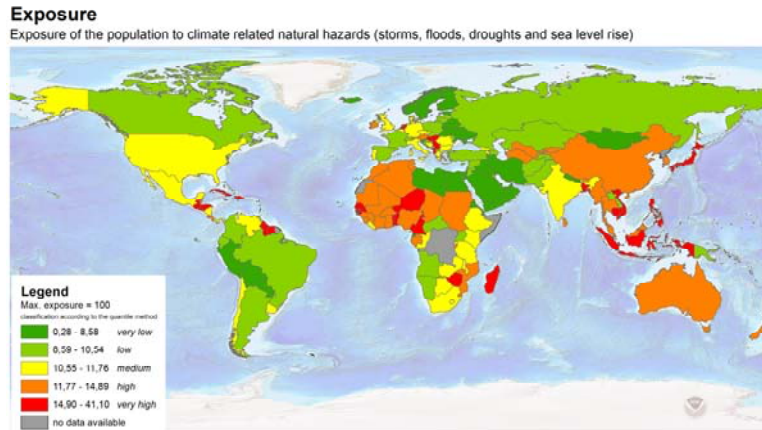 Exposure
Exposure of the population to climate related natural hazards (storms, floods, droughts and sea level rise)
Legend
Max. exposure = 100
classification according to the quantile method
0,28 - 8,58 very low
8,59 - 10,54 low
10,55 - 11,76 medium
11,77 - 14,89 high
14,90 - 41,10 very high
no data available